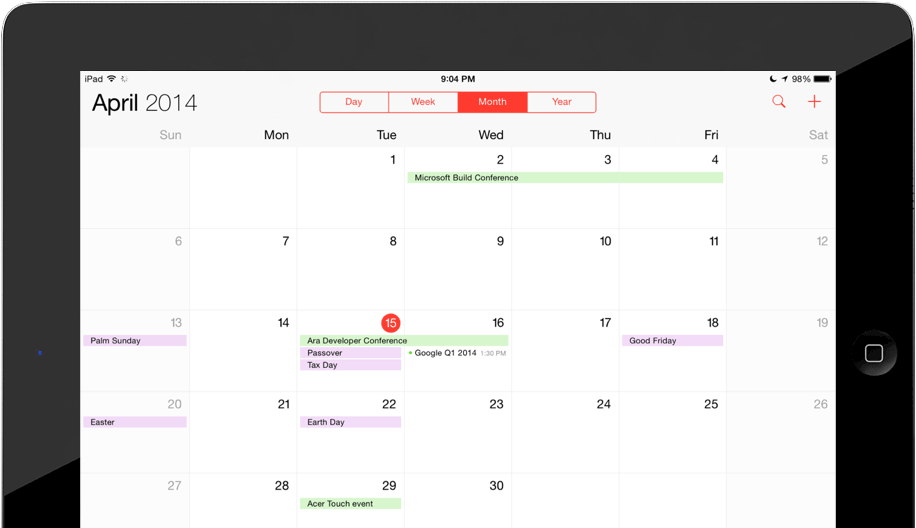 iPad 9:04 PM 98%
April 2014 Day Week Month Year
Sun Mon Tue Wed Thu Fri Sat
1 2 3 4 5
Microsoft Build Conference
6 7 8 9 10 11 12
13 14 15 16 17 18 19
Palm Sunday Ara Developer Conference Good Friday
Passover Google Q1 2014 1:30 PM
Tax Day
20 21 22 23 24 25 26
Easter Earth Day
27 28 29 30
Acer Touch event